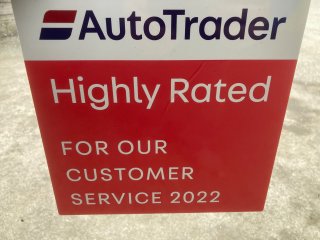 AutoTrader
Highly Rated
FOR OUR
CUSTOMER
SERVICE 2022